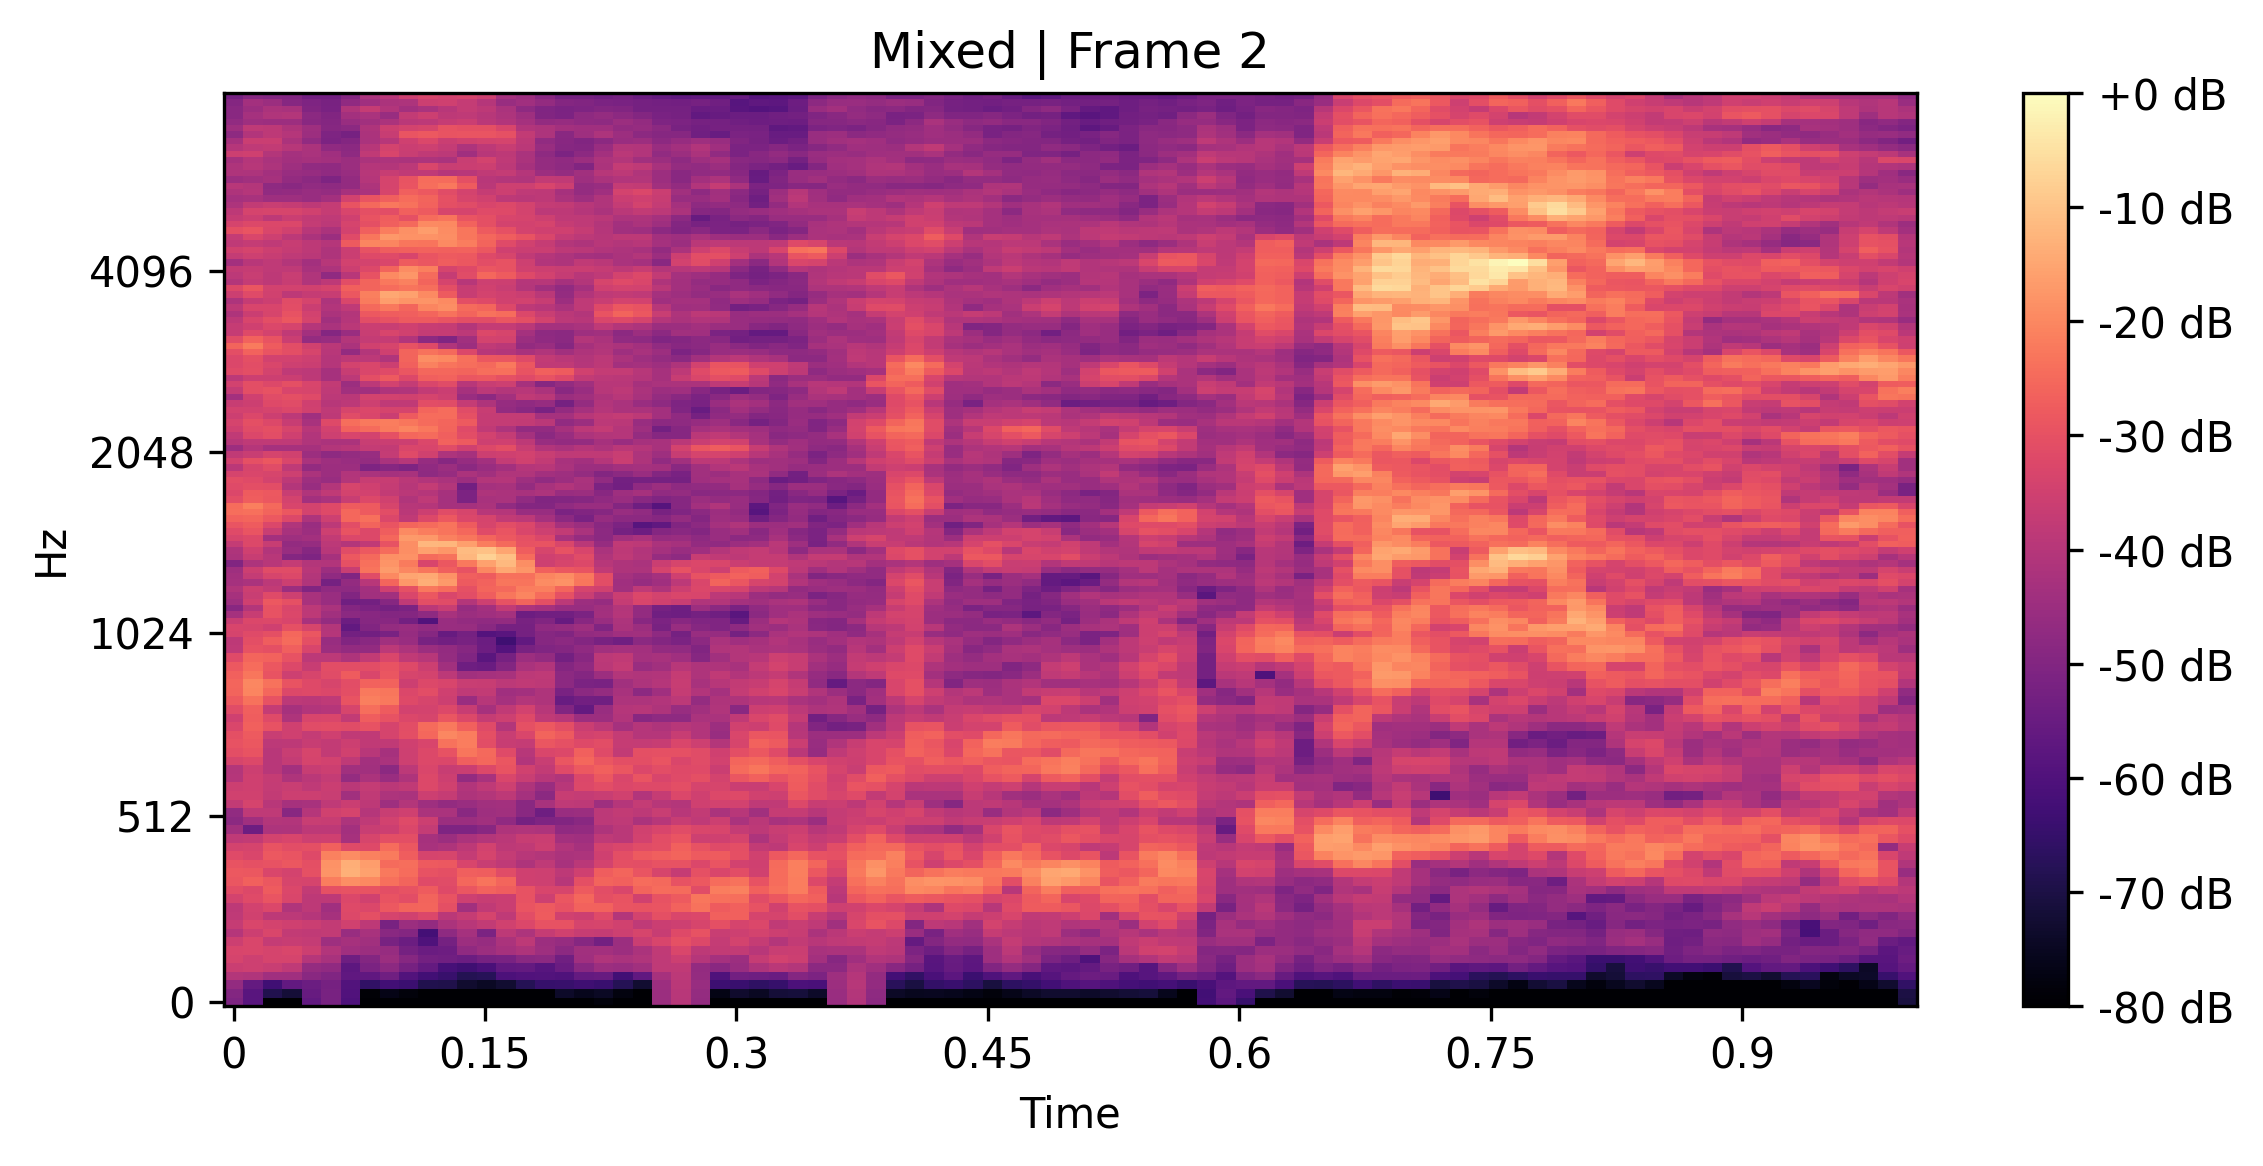 Mixed | Frame 2
+0 dB
-10 dB
-20 dB
-30 dB
-40 dB
-50 dB
-60 dB
-70 dB
-80 dB
Hz
4096
2048
1024
512
0
0 0.15 0.3 0.45 0.6 0.75 0.9
Time